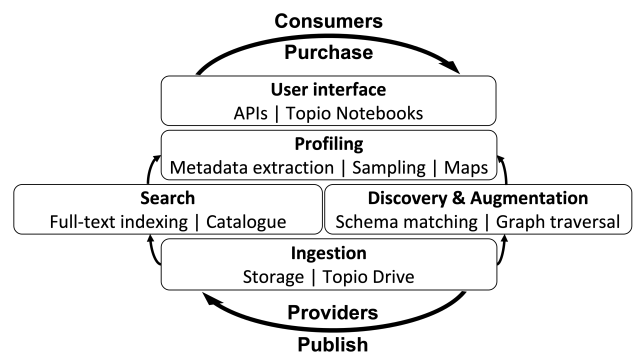 Consumers
Purchase
User interface
APIs | Topio Notebooks
Profiling
Metadata extraction | Sampling | Maps
Search
Full-text indexing | Catalogue
Discovery & Augmentation
Schema matching | Graph traversal
Ingestion
Storage | Topio Drive
Providers
Publish